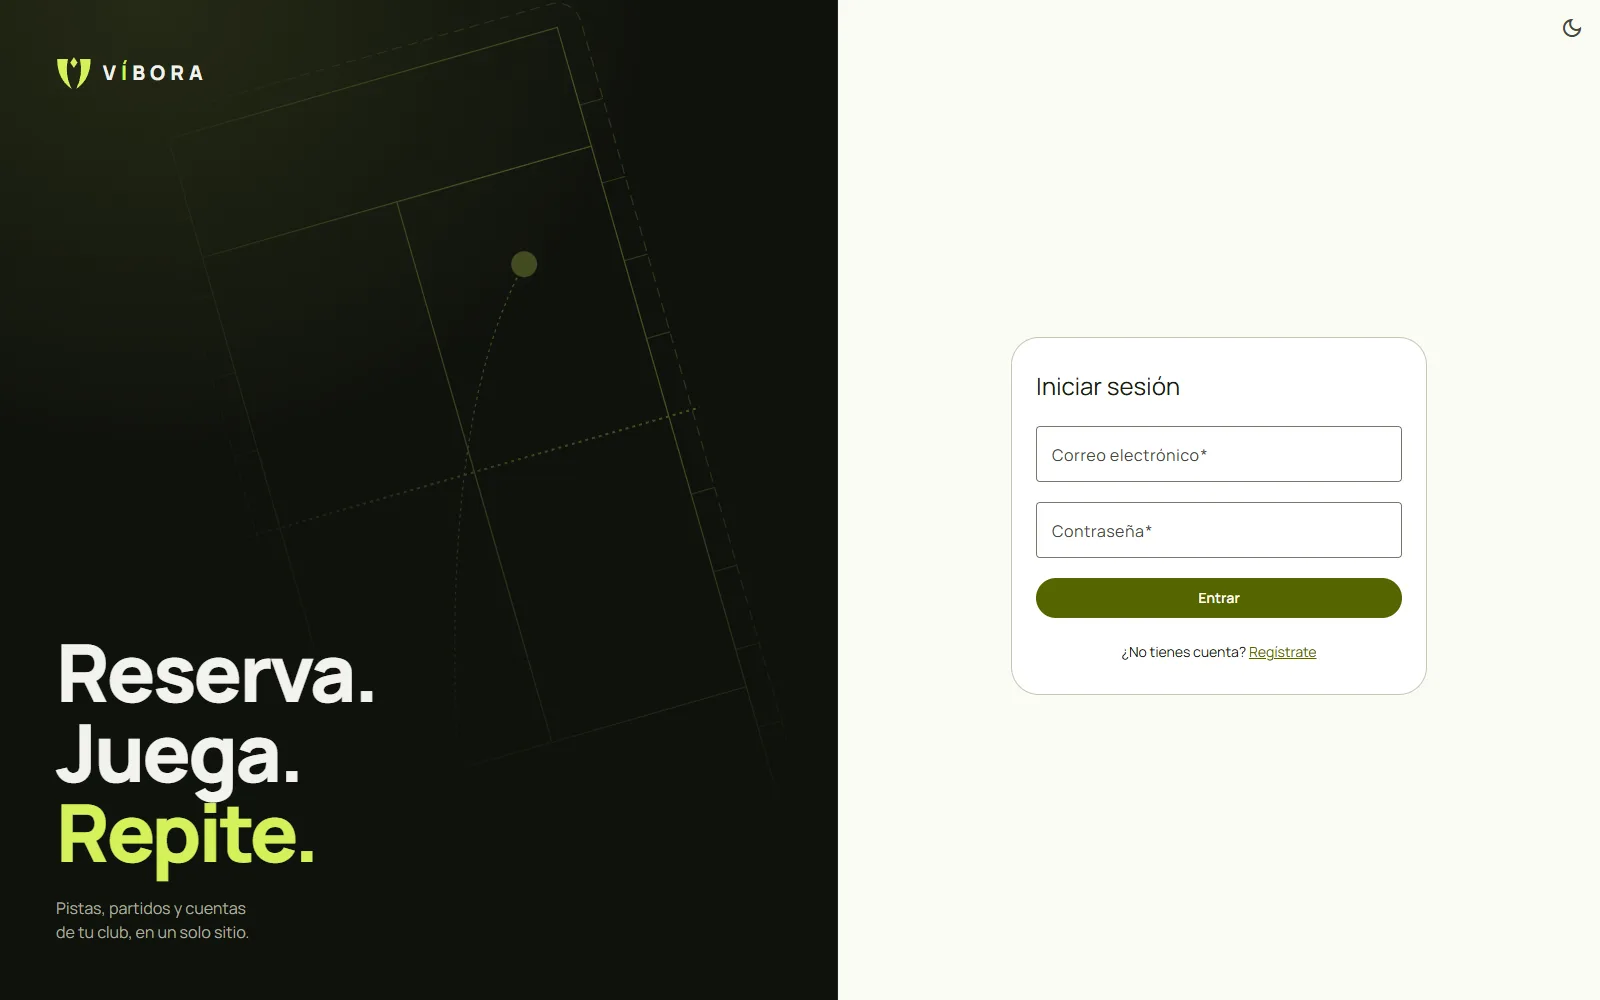 VÍBORA
Reserva.
Juega.
Repite.
Pistas, partidos y cuentas
de tu club, en un solo sitio.
Iniciar sesión
Correo electrónico*
Contraseña*
Entrar
¿No tienes cuenta? Regístrate